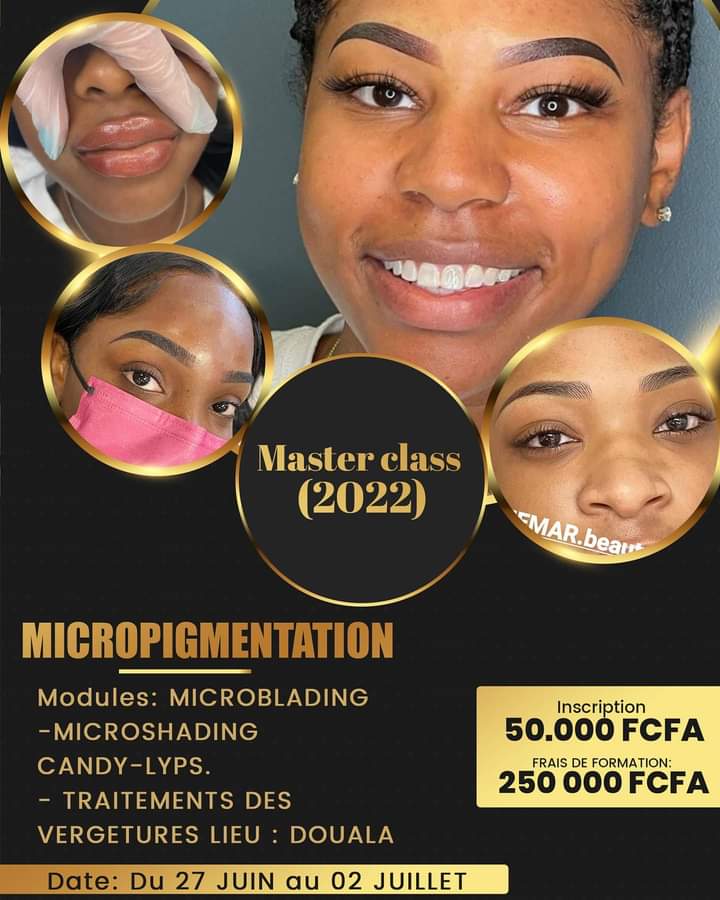 EMAR.beaut
Master class
(2022)
MICROPIGMENTATION
Modules: MICROBLADING
-MICROSHADING
CANDY-LYPS.
- TRAITEMENTS DES
VERGETURES LIEU : DOUALA
Inscription
50.000 FCFA
FRAIS DE FORMATION:
250 000 FCFA
Date: Du 27 JUIN au 02 JUILLET